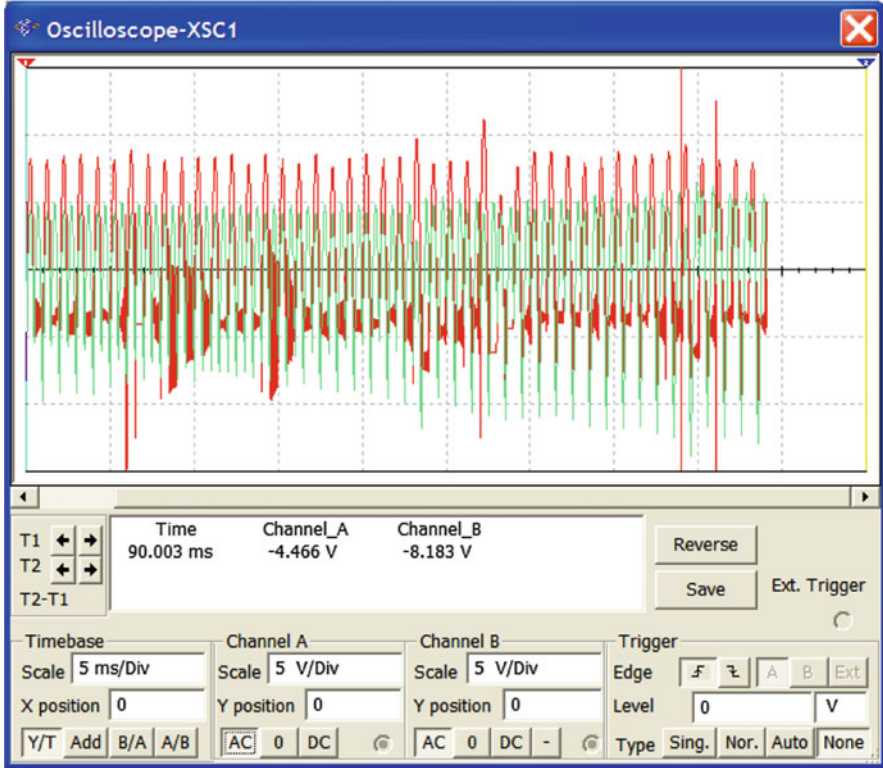 Oscilloscope-XSC1
Time Channel_A Channel_B
T1 90.003 ms -4.466 V -8.183 V
T2
T2-T1
Reverse
Save
Ext. Trigger
Timebase
Scale 5 ms/Div
X position 0
Y/T Add B/A A/B
Channel A
Scale 5 V/Div
Y position 0
AC 0 DC
Channel B
Scale 5 V/Div
Y position 0
AC 0 DC -
Trigger
Edge A B Ext
Level 0 V
Type Sing. Nor. Auto None